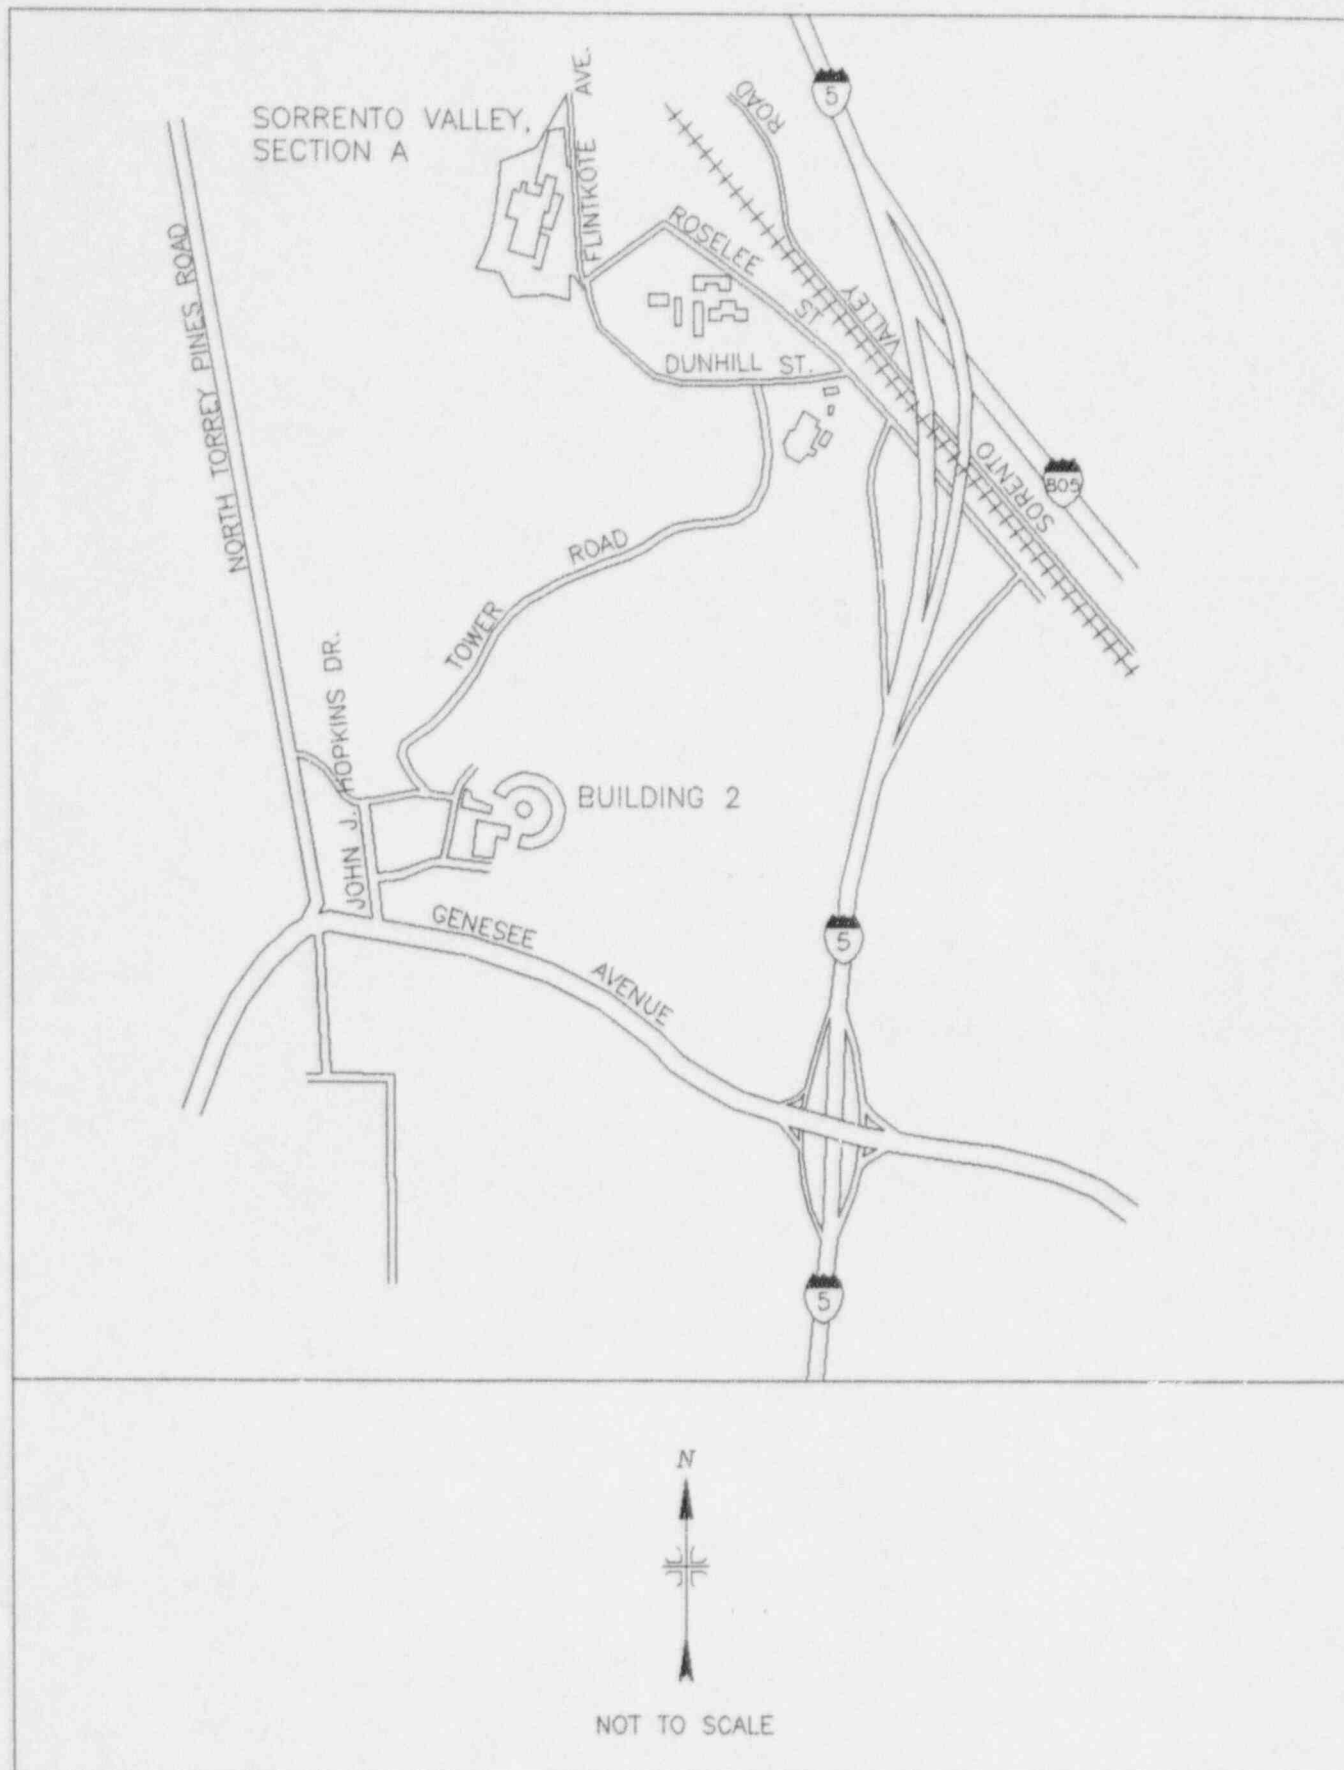 5
AVE.
ROAD
SORRENTO VALLEY,
SECTION A
FLINTKOTE
ROSELEE
ST
VALLEY
NORTH TORREY PINES ROAD
DUNHILL ST.
SORENTO
805
ROAD
TOWER
JOHN J. HOPKINS DR.
BUILDING 2
GENESEE
AVENUE
5
5
N
NOT TO SCALE